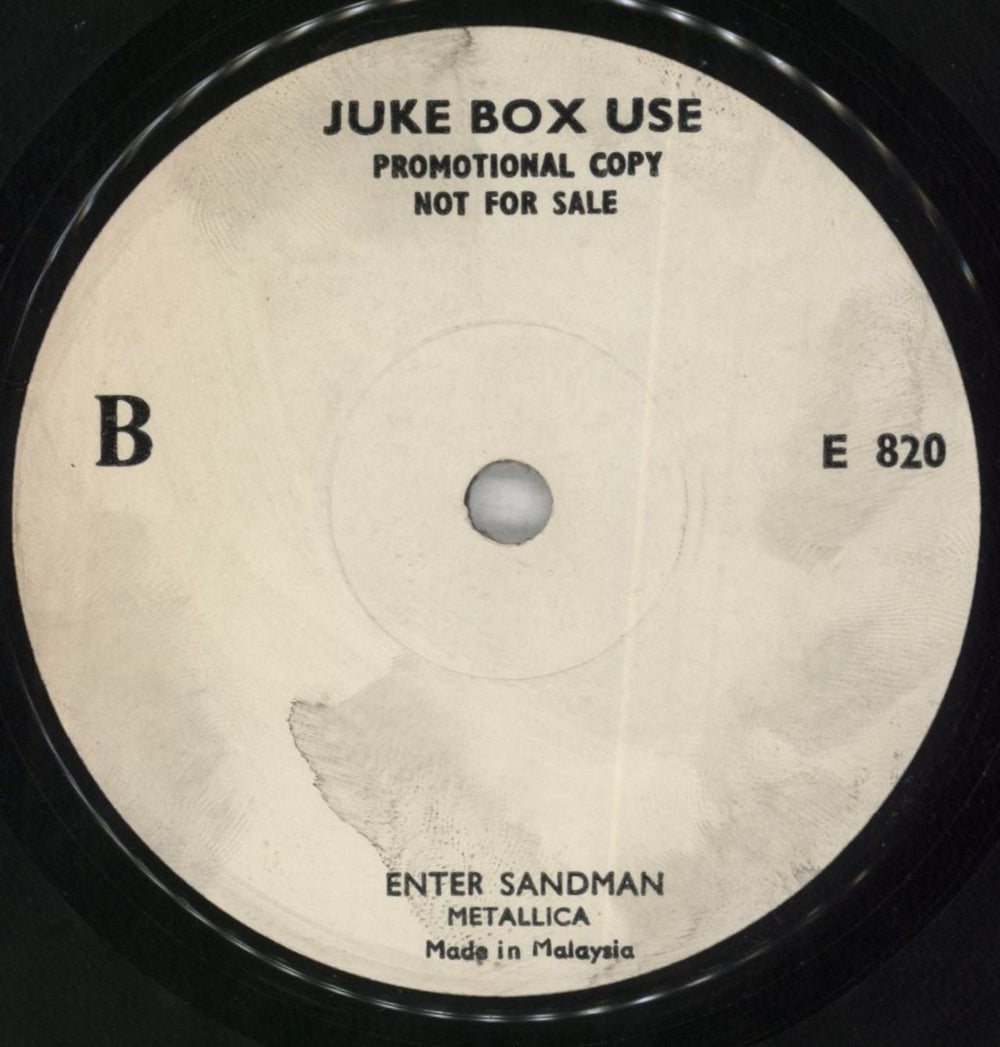 JUKE BOX USE
PROMOTIONAL COPY
NOT FOR SALE
B
E 820
ENTER SANDMAN
METALLICA
Made in Malaysia